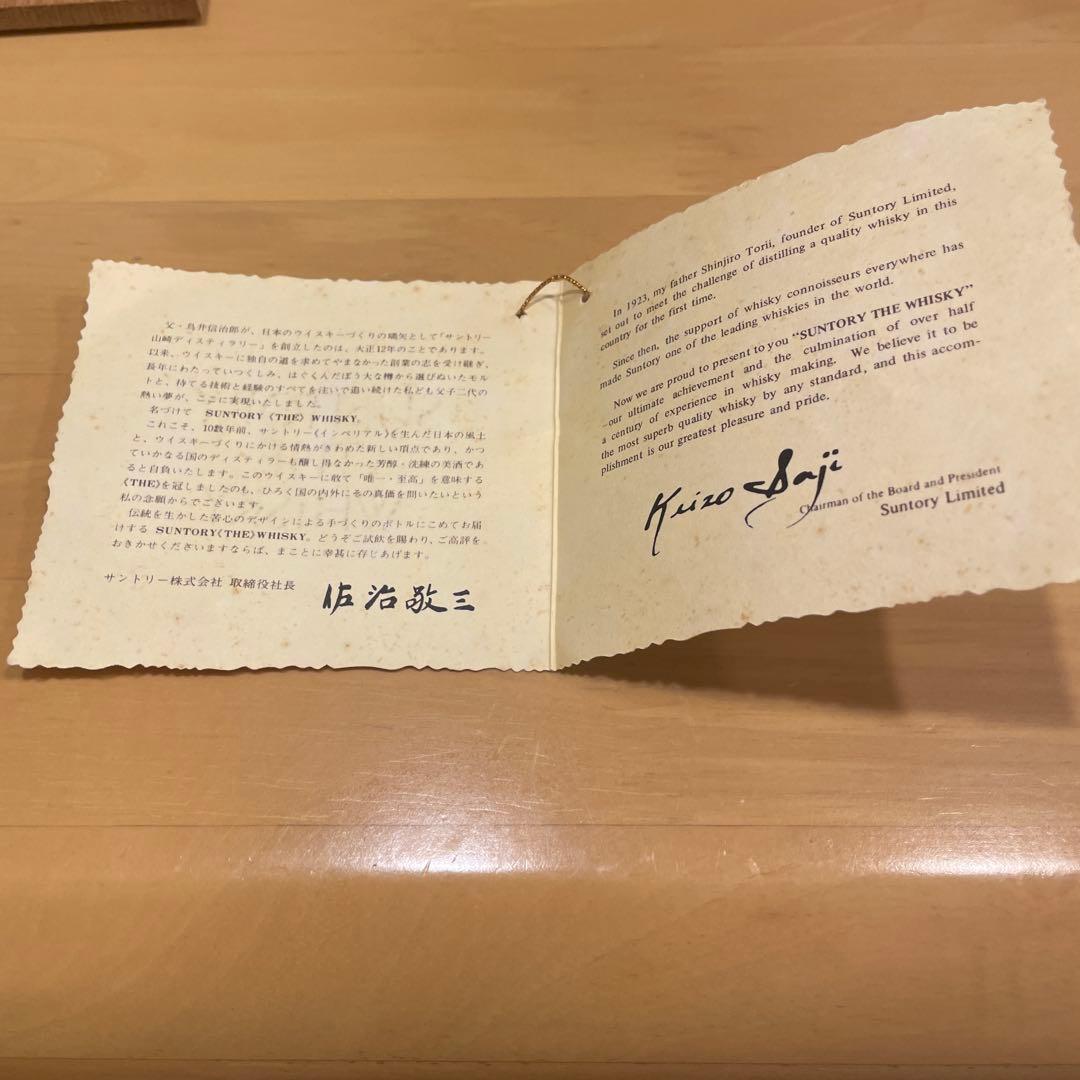 父・鳥井信治郎が、日本のウイスキーづくりの嚆矢として「サントリー
山崎ディスティラリー」を創立したのは、大正12年のことであります。
以来、ウイスキーに独自の道を求めてやまなかった創業の志を受け継ぎ、
長年にわたっていつくしみ、はぐくんだぼう大な樽から選びぬいたモル
トと、持てる技術と経験のすべてを注いで追い続けた私ども父子二代の
熱い夢が、ここに実現いたしました。
名づけて SUNTORY《THE》WHISKY。
これこそ、10数年前、サントリー《インペリアル》を生んだ日本の風土
と、ウイスキーづくりにかける情熱がきわめた新しい頂点であり、かつ
ていかなる国のディスティラーも醸し得なかった芳醇・洗練の美酒であ
ると自負いたします。このウイスキーに敢て「唯一・至高」を意味する
《THE》を冠しましたのも、ひろく国の内外にその真価を問いたいという
私の念願からでございます。
伝統を生かした苦心のデザインによる手づくりのボトルにこめてお届
けする SUNTORY《THE》WHISKY。どうぞご試飲を賜わり、ご高評を
おきかせくださいますならば、まことに幸甚に存じあげます。
サントリー株式会社 取締役社長
佐治敬三
In 1923, my father Shinjiro Torii, founder of Suntory Limited,
set out to meet the challenge of distilling a quality whisky in this
country for the first time.
Since then, the support of whisky connoisseurs everywhere has
made Suntory one of the leading whiskies in the world.
Now we are proud to present to you “SUNTORY THE WHISKY”
–our ultimate achievement and the culmination of over half
a century of experience in whisky making. We believe it to be
the most superb quality whisky by any standard, and this accom-
plishment is our greatest pleasure and pride.
Keizo Saji
Chairman of the Board and President
Suntory Limited